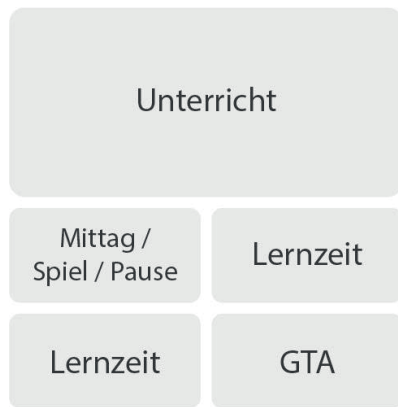 Unterricht
Mittag /
Spiel / Pause
Lernzeit
Lernzeit
GTA